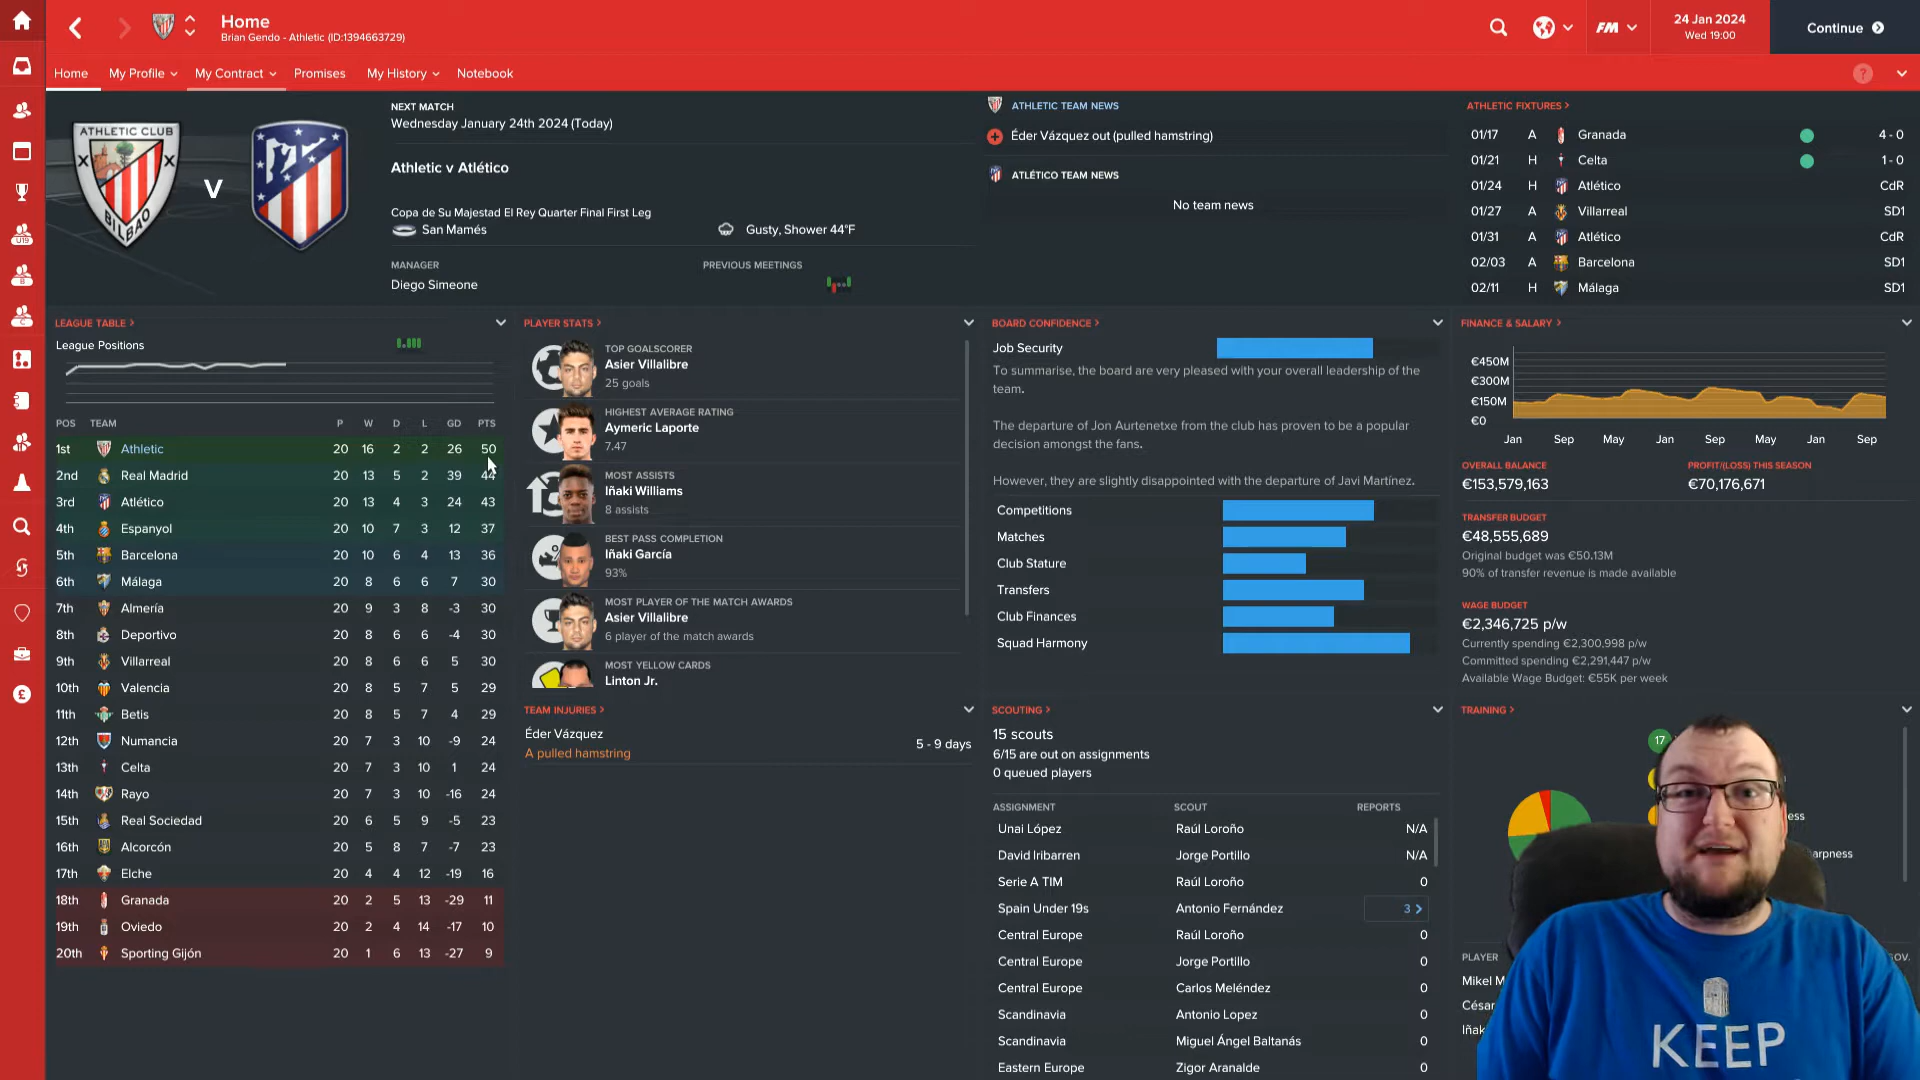 Home
Brian Gendo - Athletic (ID:1394663729)
FM
24 Jan 2024
Wed 19:00
Continue
Home
My Profile
My Contract
Promises
My History
Notebook
?
ATHLETIC CLUB
BILBAO
V
NEXT MATCH
Wednesday January 24th 2024 (Today)
Athletic v Atlético
Copa de Su Majestad El Rey Quarter Final First Leg
San Mamés
Gusty, Shower 44°F
MANAGER
Diego Simeone
PREVIOUS MEETINGS
ATHLETIC TEAM NEWS
Éder Vázquez out (pulled hamstring)
ATLÉTICO TEAM NEWS
No team news
ATHLETIC FIXTURES >
01/17 A Granada 4 - 0
01/21 H Celta 1 - 0
01/24 H Atlético CdR
01/27 A Villarreal SD1
01/31 A Atlético CdR
02/03 A Barcelona SD1
02/11 H Málaga SD1
U19
B
C
LEAGUE TABLE >
League Positions
POS TEAM P W D L GD PTS
1st Athletic 20 16 2 2 26 50
2nd Real Madrid 20 13 5 2 39 44
3rd Atlético 20 13 4 3 24 43
4th Espanyol 20 10 7 3 12 37
5th Barcelona 20 10 6 4 13 36
6th Málaga 20 8 6 6 7 30
7th Almería 20 9 3 8 -3 30
8th Deportivo 20 8 6 6 -4 30
9th Villarreal 20 8 6 6 5 30
10th Valencia 20 8 5 7 5 29
11th Betis 20 8 5 7 4 29
12th Numancia 20 7 3 10 -9 24
13th Celta 20 7 3 10 1 24
14th Rayo 20 7 3 10 -16 24
15th Real Sociedad 20 6 5 9 -5 23
16th Alcorcón 20 5 8 7 -7 23
17th Elche 20 4 4 12 -19 16
18th Granada 20 2 5 13 -29 11
19th Oviedo 20 2 4 14 -17 10
20th Sporting Gijón 20 1 6 13 -27 9
PLAYER STATS >
TOP GOALSCORER
Asier Villalibre
25 goals
HIGHEST AVERAGE RATING
Aymeric Laporte
7.47
MOST ASSISTS
Iñaki Williams
8 assists
BEST PASS COMPLETION
Iñaki García
93%
MOST PLAYER OF THE MATCH AWARDS
Asier Villalibre
6 player of the match awards
MOST YELLOW CARDS
Linton Jr.
TEAM INJURIES >
Éder Vázquez
A pulled hamstring
5 - 9 days
BOARD CONFIDENCE >
Job Security
To summarise, the board are very pleased with your overall leadership of the
team.
The departure of Jon Aurtenetxe from the club has proven to be a popular
decision amongst the fans.
However, they are slightly disappointed with the departure of Javi Martínez.
Competitions
Matches
Club Stature
Transfers
Club Finances
Squad Harmony
SCOUTING >
15 scouts
6/15 are out on assignments
0 queued players
ASSIGNMENT SCOUT REPORTS
Unai López Raúl Loroño N/A
David Iribarren Jorge Portillo N/A
Serie A TIM Raúl Loroño 0
Spain Under 19s Antonio Fernández 3 >
Central Europe Raúl Loroño 0
Central Europe Jorge Portillo 0
Central Europe Carlos Meléndez 0
Scandinavia Antonio Lopez 0
Scandinavia Miguel Ángel Baltanás 0
Eastern Europe Zigor Aranalde 0
FINANCE & SALARY >
€450M
€300M
€150M
€0
Jan Sep May Jan Sep May Jan Sep
OVERALL BALANCE
€153,579,163
PROFIT/(LOSS) THIS SEASON
€70,176,671
TRANSFER BUDGET
€48,555,689
Original budget was €50.13M
90% of transfer revenue is made available
WAGE BUDGET
€2,346,725 p/w
Currently spending €2,300,998 p/w
Committed spending €2,291,447 p/w
Available Wage Budget: €55K per week
TRAINING >
17
ess
arpness
PLAYER
OV.
Mikel M
César
Iñak
KEEP